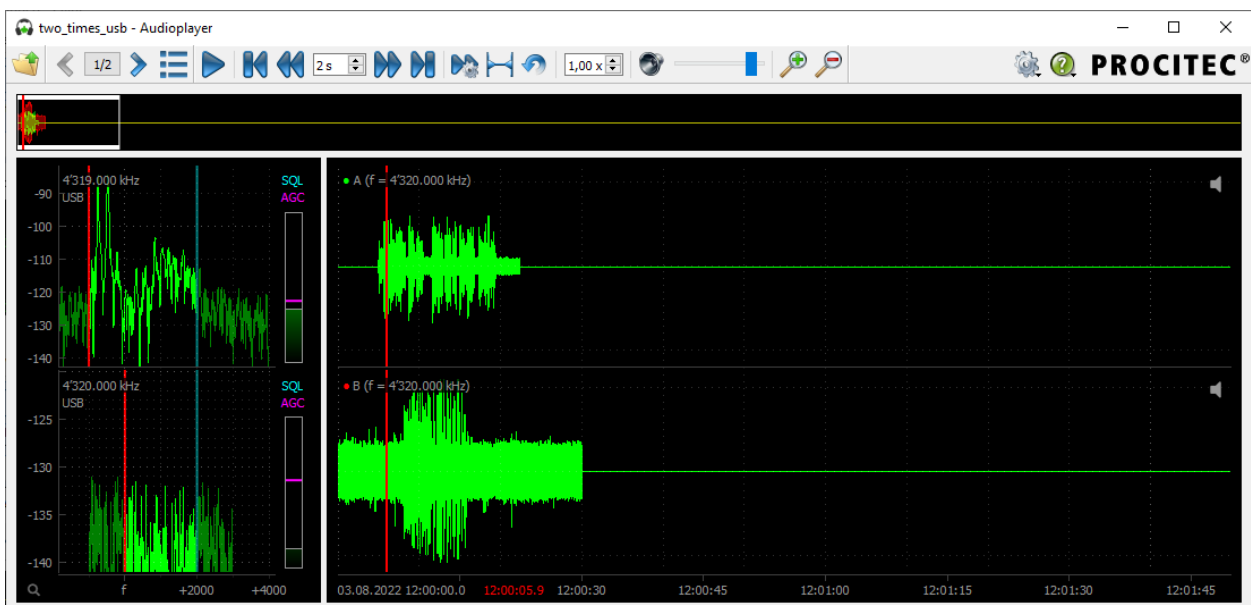 two_times_usb - Audioplayer
1/2
2 s
1,00 x
PROCITEC®
4'319.000 kHz
USB
SQL
AGC
-90
-100
-110
-120
-130
-140
A (f = 4'320.000 kHz)
4'320.000 kHz
USB
SQL
AGC
-125
-130
-135
-140
B (f = 4'320.000 kHz)
f +2000 +4000
03.08.2022 12:00:00.0 12:00:05.9 12:00:30 12:00:45 12:01:00 12:01:15 12:01:30 12:01:45